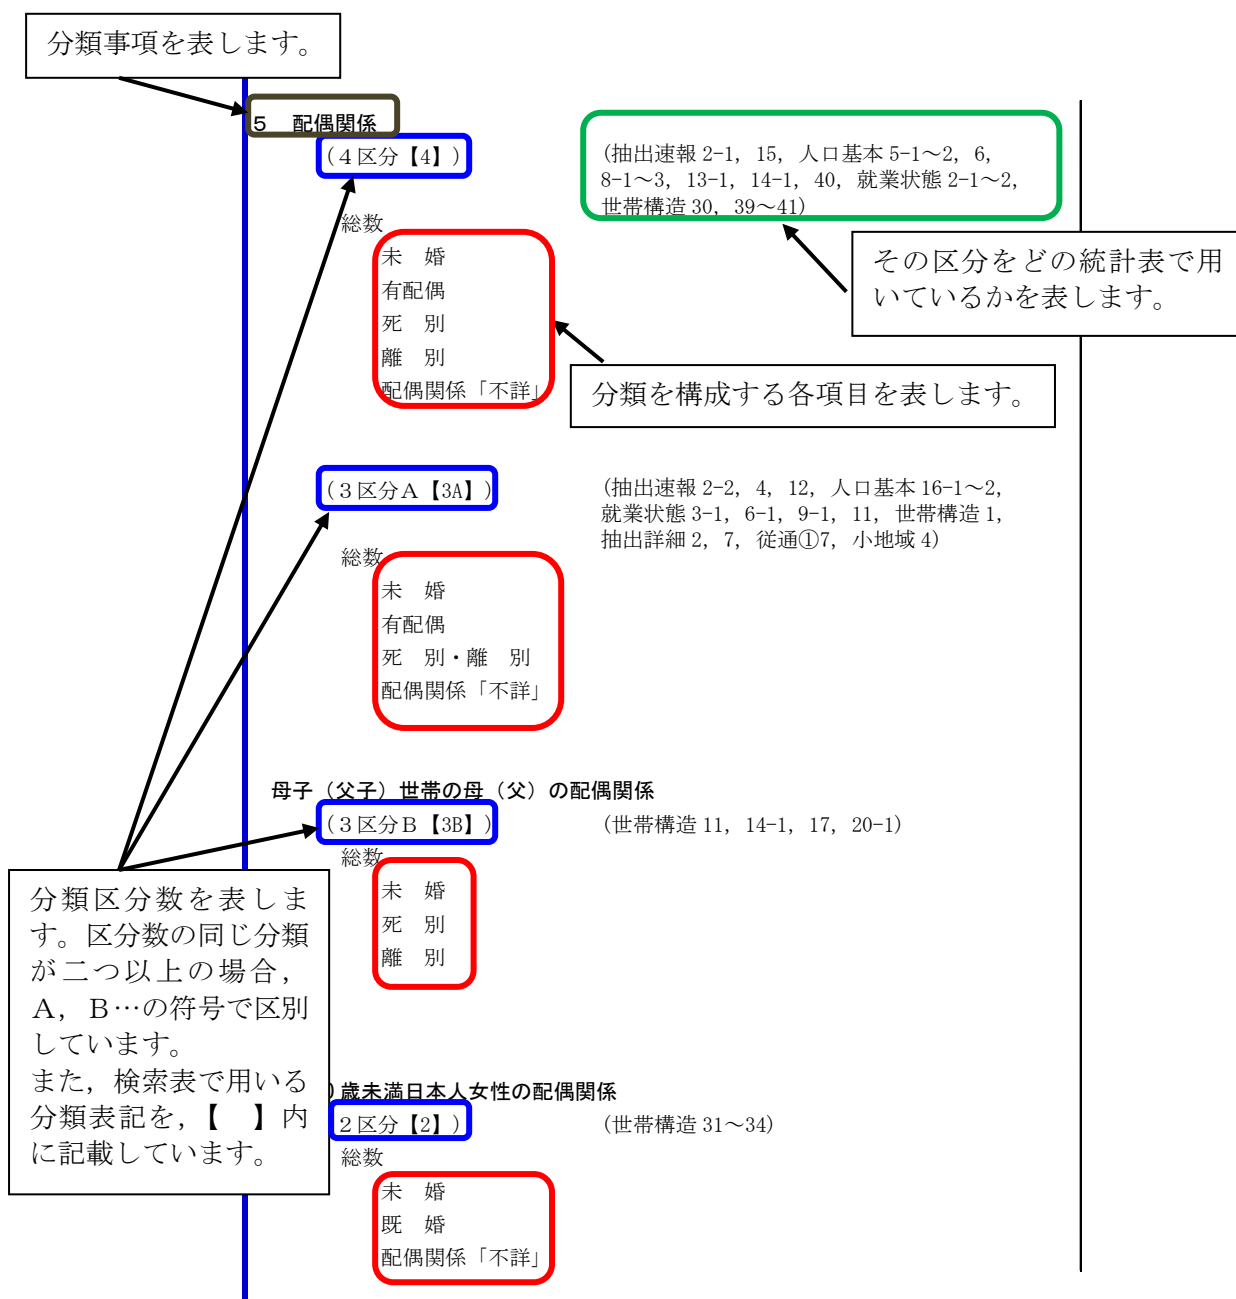 分類事項を表します。
5　配偶関係
(４区分【4】)
(抽出速報 2-1, 15, 人口基本 5-1～2, 6,
8-1～3, 13-1, 14-1, 40, 就業状態 2-1～2,
世帯構造 30, 39～41)
総数
未　婚
有配偶
死　別
離　別
配偶関係「不詳」
その区分をどの統計表で用
いているかを表します。
分類を構成する各項目を表します。
(３区分Ａ【3A】)
(抽出速報 2-2, 4, 12, 人口基本 16-1～2,
就業状態 3-1, 6-1, 9-1, 11, 世帯構造 1,
抽出詳細 2, 7, 従通①7, 小地域 4)
総数
未　婚
有配偶
死　別・離　別
配偶関係「不詳」
母子（父子）世帯の母（父）の配偶関係
(３区分Ｂ【3B】)
(世帯構造 11, 14-1, 17, 20-1)
総数
未　婚
死　別
離　別
分類区分数を表しま
す。区分数の同じ分類
が二つ以上の場合，
Ａ，Ｂ…の符号で区別
しています。
また，検索表で用いる
分類表記を，【　】内
に記載しています。
歳未満日本人女性の配偶関係
２区分【2】)
(世帯構造 31～34)
総数
未　婚
既　婚
配偶関係「不詳」